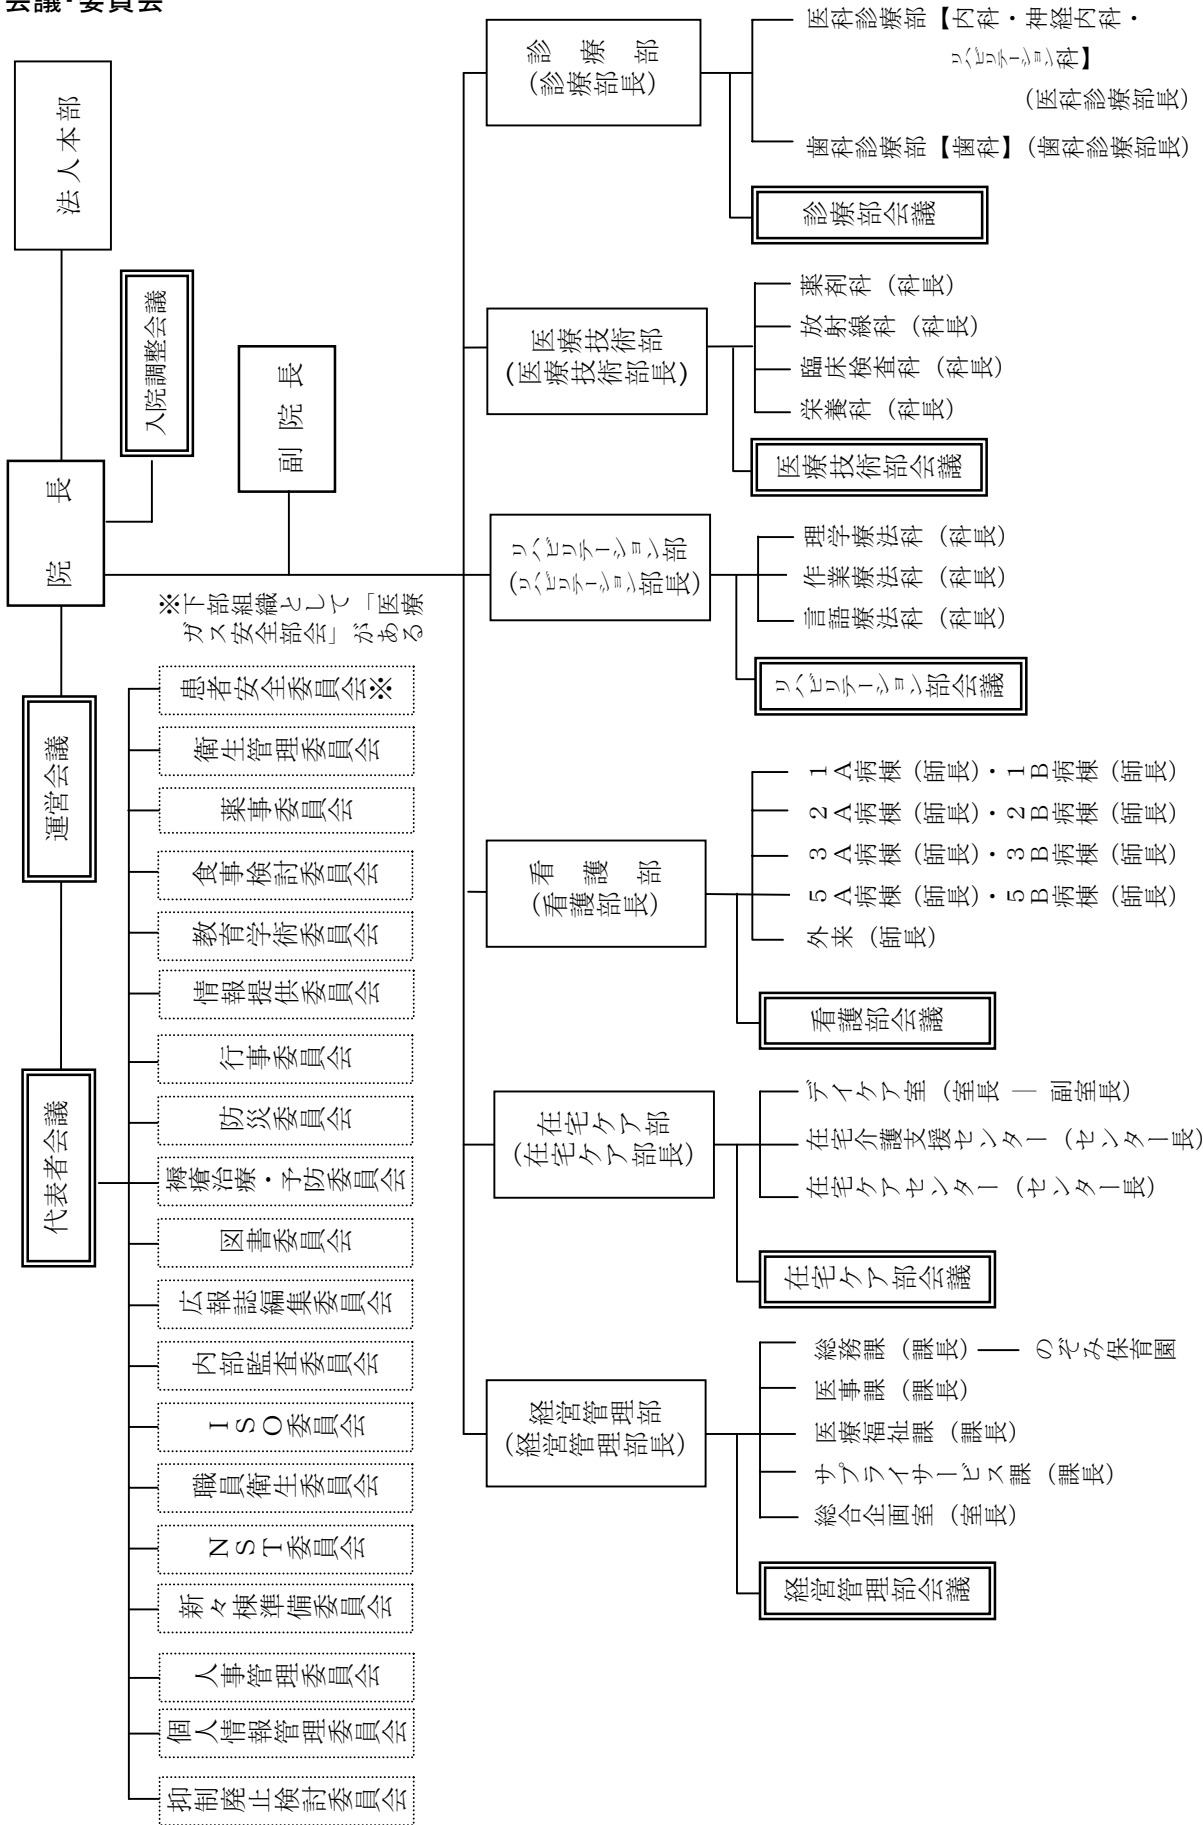 会議・委員会
法人本部
院長
入院調整会議
副院長
運営会議
代表者会議
※下部組織として「医療
ガス安全部会」がある
患者安全委員会※
衛生管理委員会
薬事委員会
食事検討委員会
教育学術委員会
情報提供委員会
行事委員会
防災委員会
褥瘡治療・予防委員会
図書委員会
広報誌編集委員会
内部監査委員会
ISO委員会
職員衛生委員会
NST委員会
新々棟準備委員会
人事管理委員会
個人情報管理委員会
抑制廃止検討委員会
診療部
(診療部長)
医科診療部【内科・神経内科・
リハビリテーション科】
(医科診療部長)
歯科診療部【歯科】(歯科診療部長)
診療部会議
医療技術部
(医療技術部長)
薬剤科(科長)
放射線科(科長)
臨床検査科(科長)
栄養科(科長)
医療技術部会議
リハビリテーション部
(リハビリテーション部長)
理学療法科(科長)
作業療法科(科長)
言語療法科(科長)
リハビリテーション部会議
看護部
(看護部長)
1A病棟(師長)・1B病棟(師長)
2A病棟(師長)・2B病棟(師長)
3A病棟(師長)・3B病棟(師長)
5A病棟(師長)・5B病棟(師長)
外来(師長)
看護部会議
在宅ケア部
(在宅ケア部長)
デイケア室(室長―副室長)
在宅介護支援センター(センター長)
在宅ケアセンター(センター長)
在宅ケア部会議
経営管理部
(経営管理部長)
総務課(課長)―のぞみ保育園
医事課(課長)
医療福祉課(課長)
サプライサービス課(課長)
総合企画室(室長)
経営管理部会議